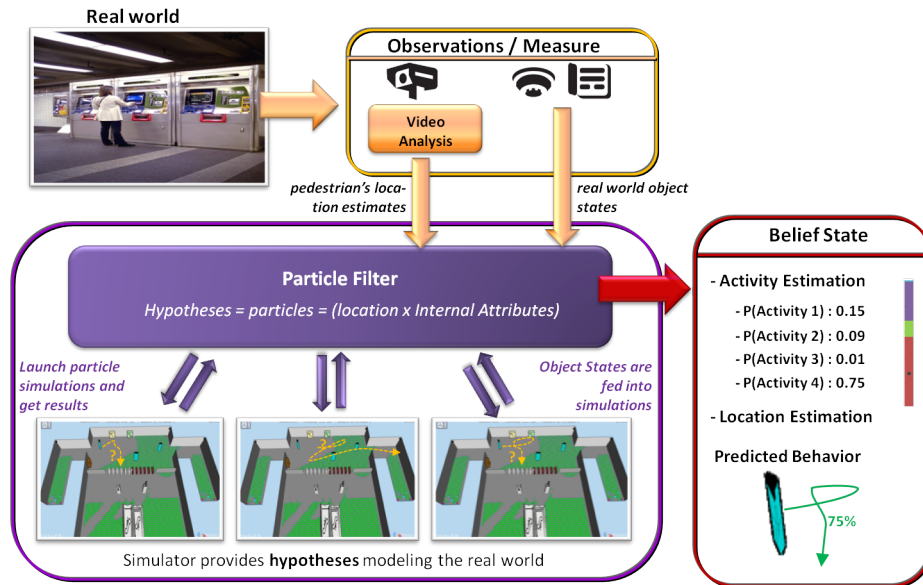 Real world
Observations / Measure
Video
Analysis
pedestrian's loca-
tion estimates
real world object
states
Particle Filter
Hypotheses = particles = (location x Internal Attributes)
Launch particle
simulations and
get results
Object States are
fed into
simulations
?
?
?
Simulator provides hypotheses modeling the real world
Belief State
- Activity Estimation
- P(Activity 1) : 0.15
- P(Activity 2) : 0.09
- P(Activity 3) : 0.01
- P(Activity 4) : 0.75
- Location Estimation
Predicted Behavior
75%